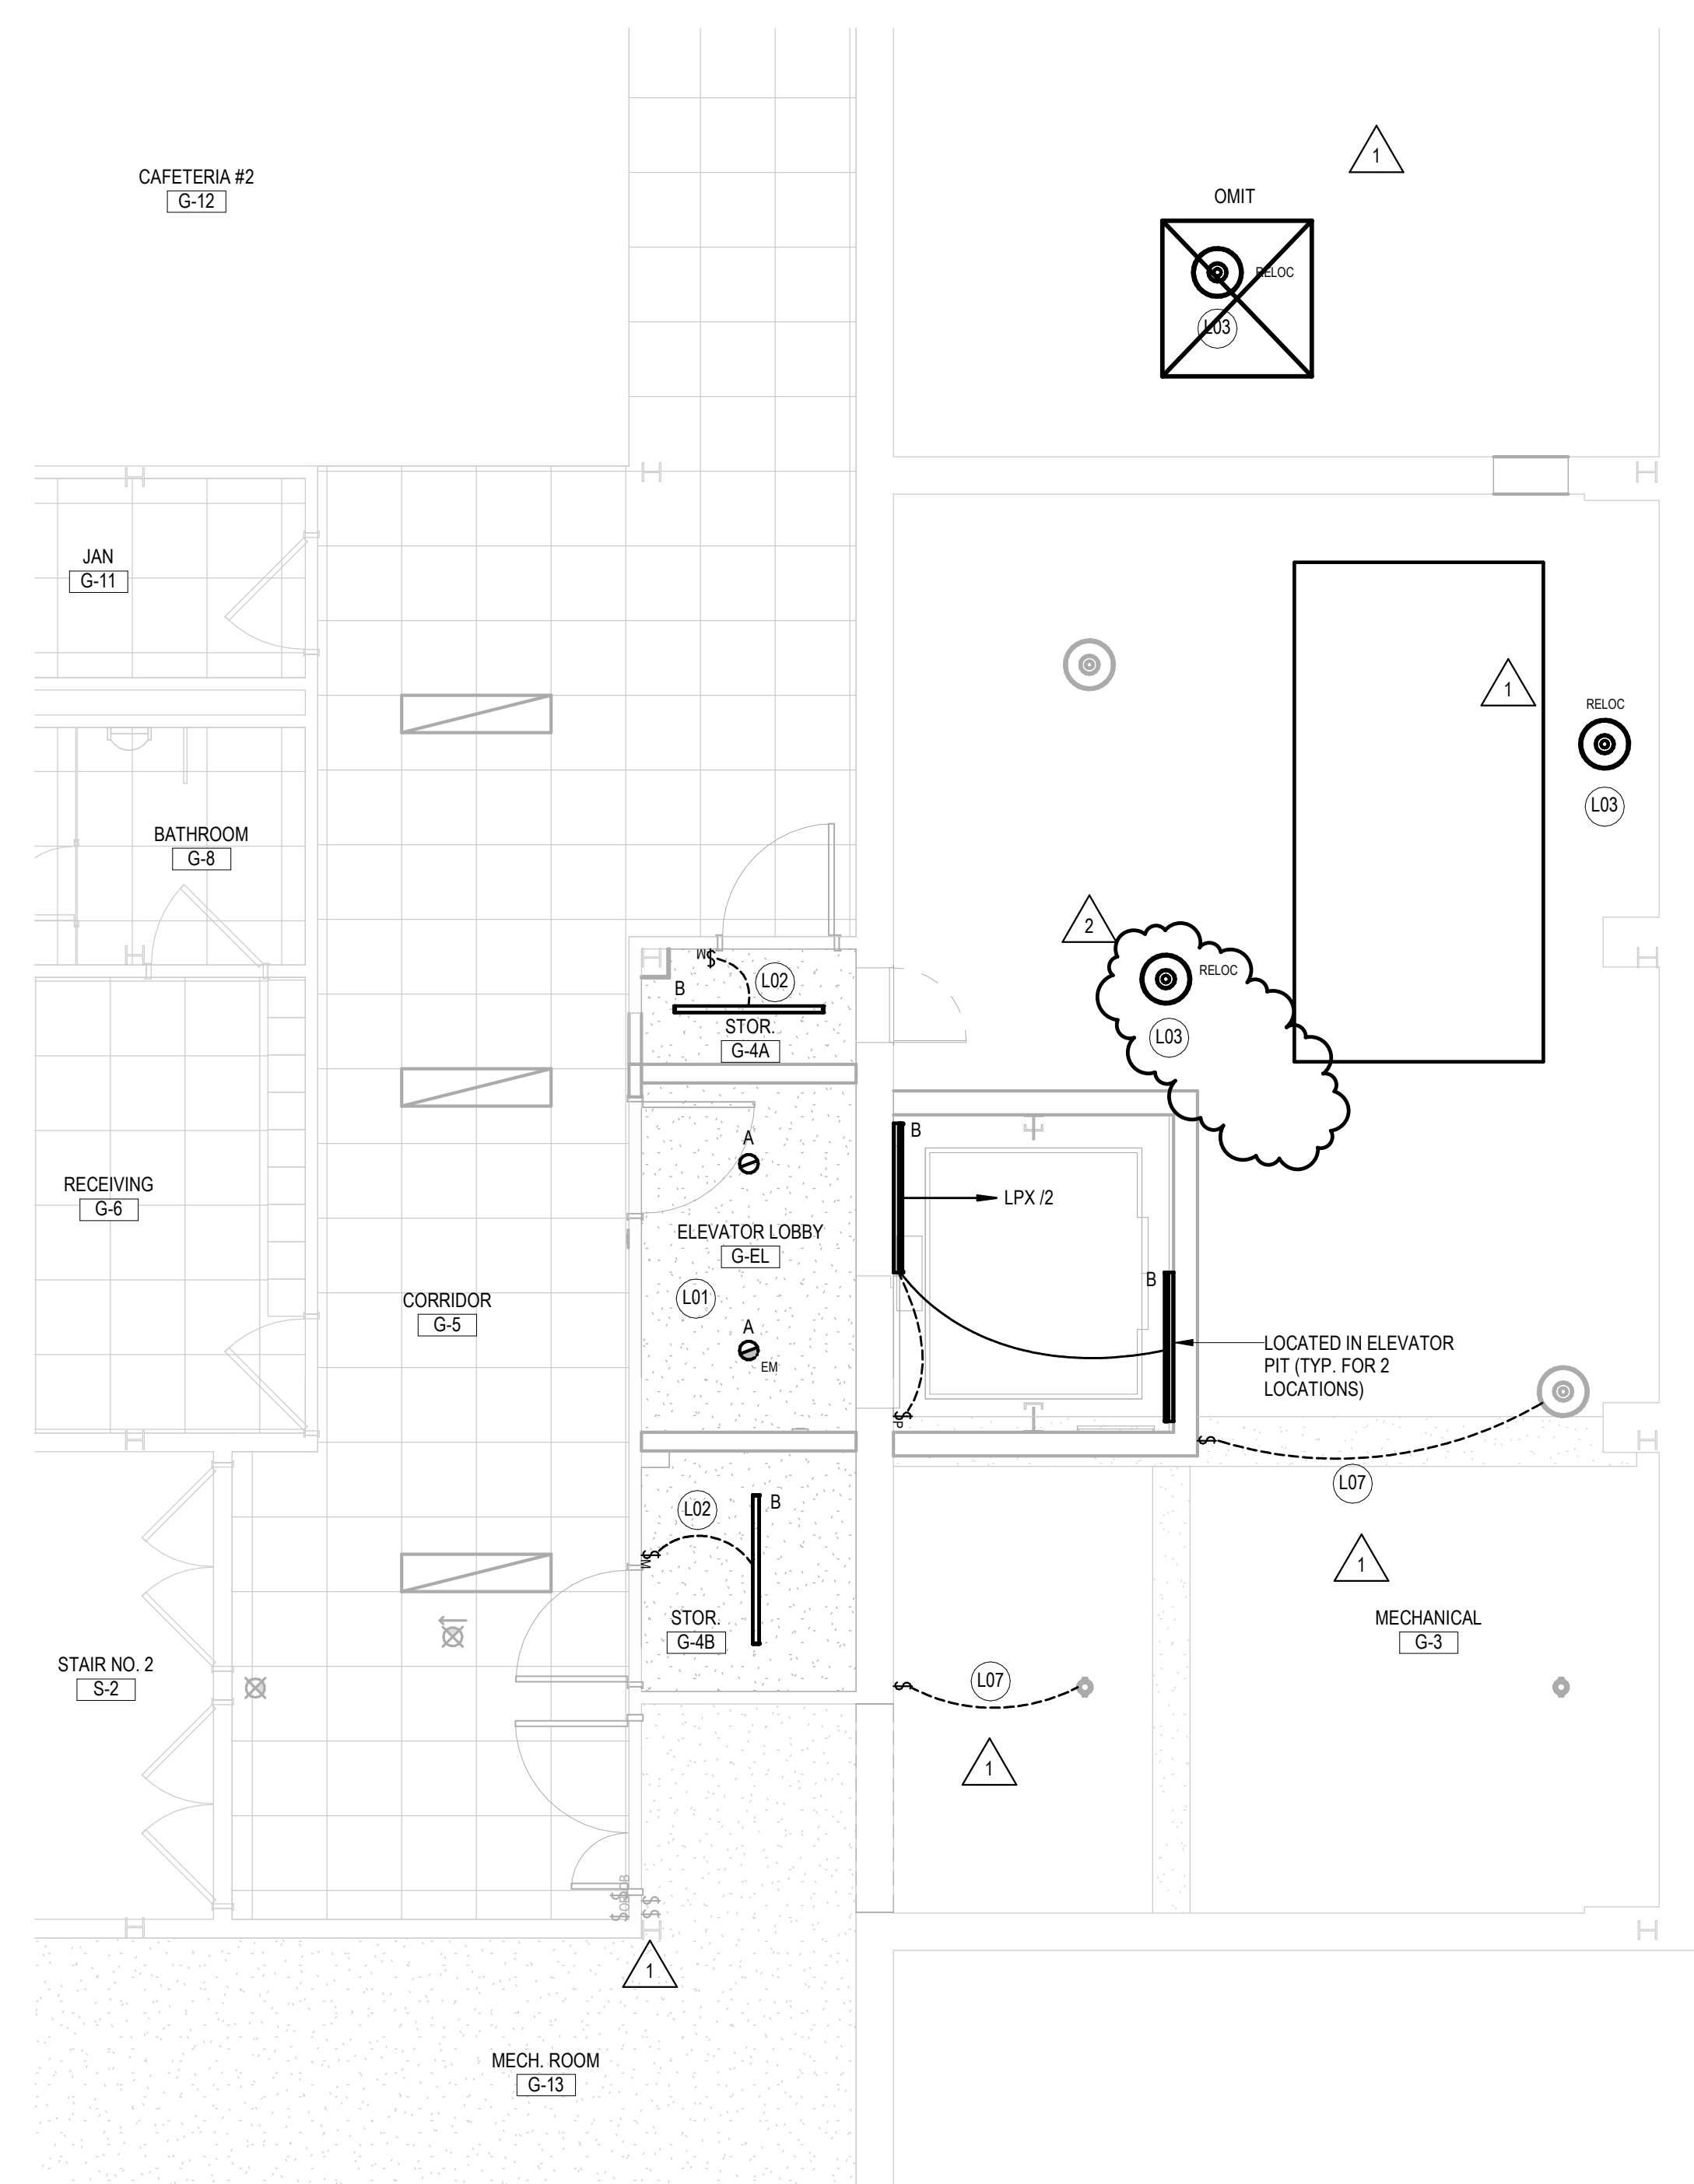 1
OMIT
CAFETERIA #2
G-12
RELOC
L03
JAN
G-11
1
RELOC
L03
BATHROOM
G-8
2
$M
L02
B
RELOC
STOR.
G-4A
L03
A
B
RECEIVING
G-6
LPX /2
ELEVATOR LOBBY
G-EL
B
L01
CORRIDOR
G-5
A
EM
LOCATED IN ELEVATOR
PIT (TYP. FOR 2
LOCATIONS)
$P
$
L07
L02
B
$M
1
STOR.
G-4B
MECHANICAL
G-3
STAIR NO. 2
S-2
$
L07
1
$
$
$
$
1
MECH. ROOM
G-13